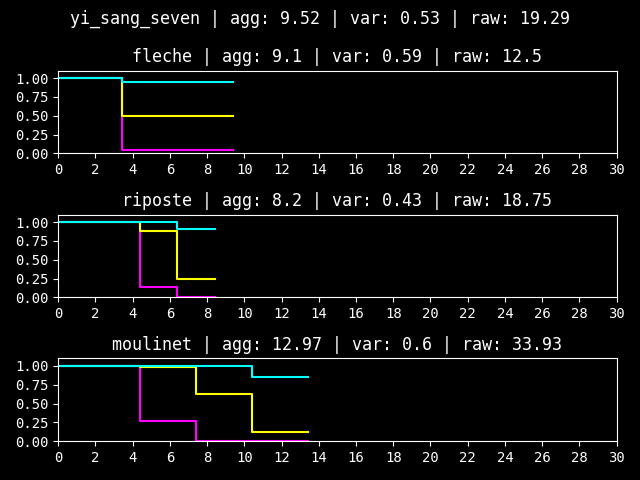 yi_sang_seven | agg: 9.52 | var: 0.53 | raw: 19.29
fleche | agg: 9.1 | var: 0.59 | raw: 12.5
1.00
0.75
0.50
0.25
0.00
0 2 4 6 8 10 12 14 16 18 20 22 24 26 28 30
riposte | agg: 8.2 | var: 0.43 | raw: 18.75
1.00
0.75
0.50
0.25
0.00
0 2 4 6 8 10 12 14 16 18 20 22 24 26 28 30
moulinet | agg: 12.97 | var: 0.6 | raw: 33.93
1.00
0.75
0.50
0.25
0.00
0 2 4 6 8 10 12 14 16 18 20 22 24 26 28 30